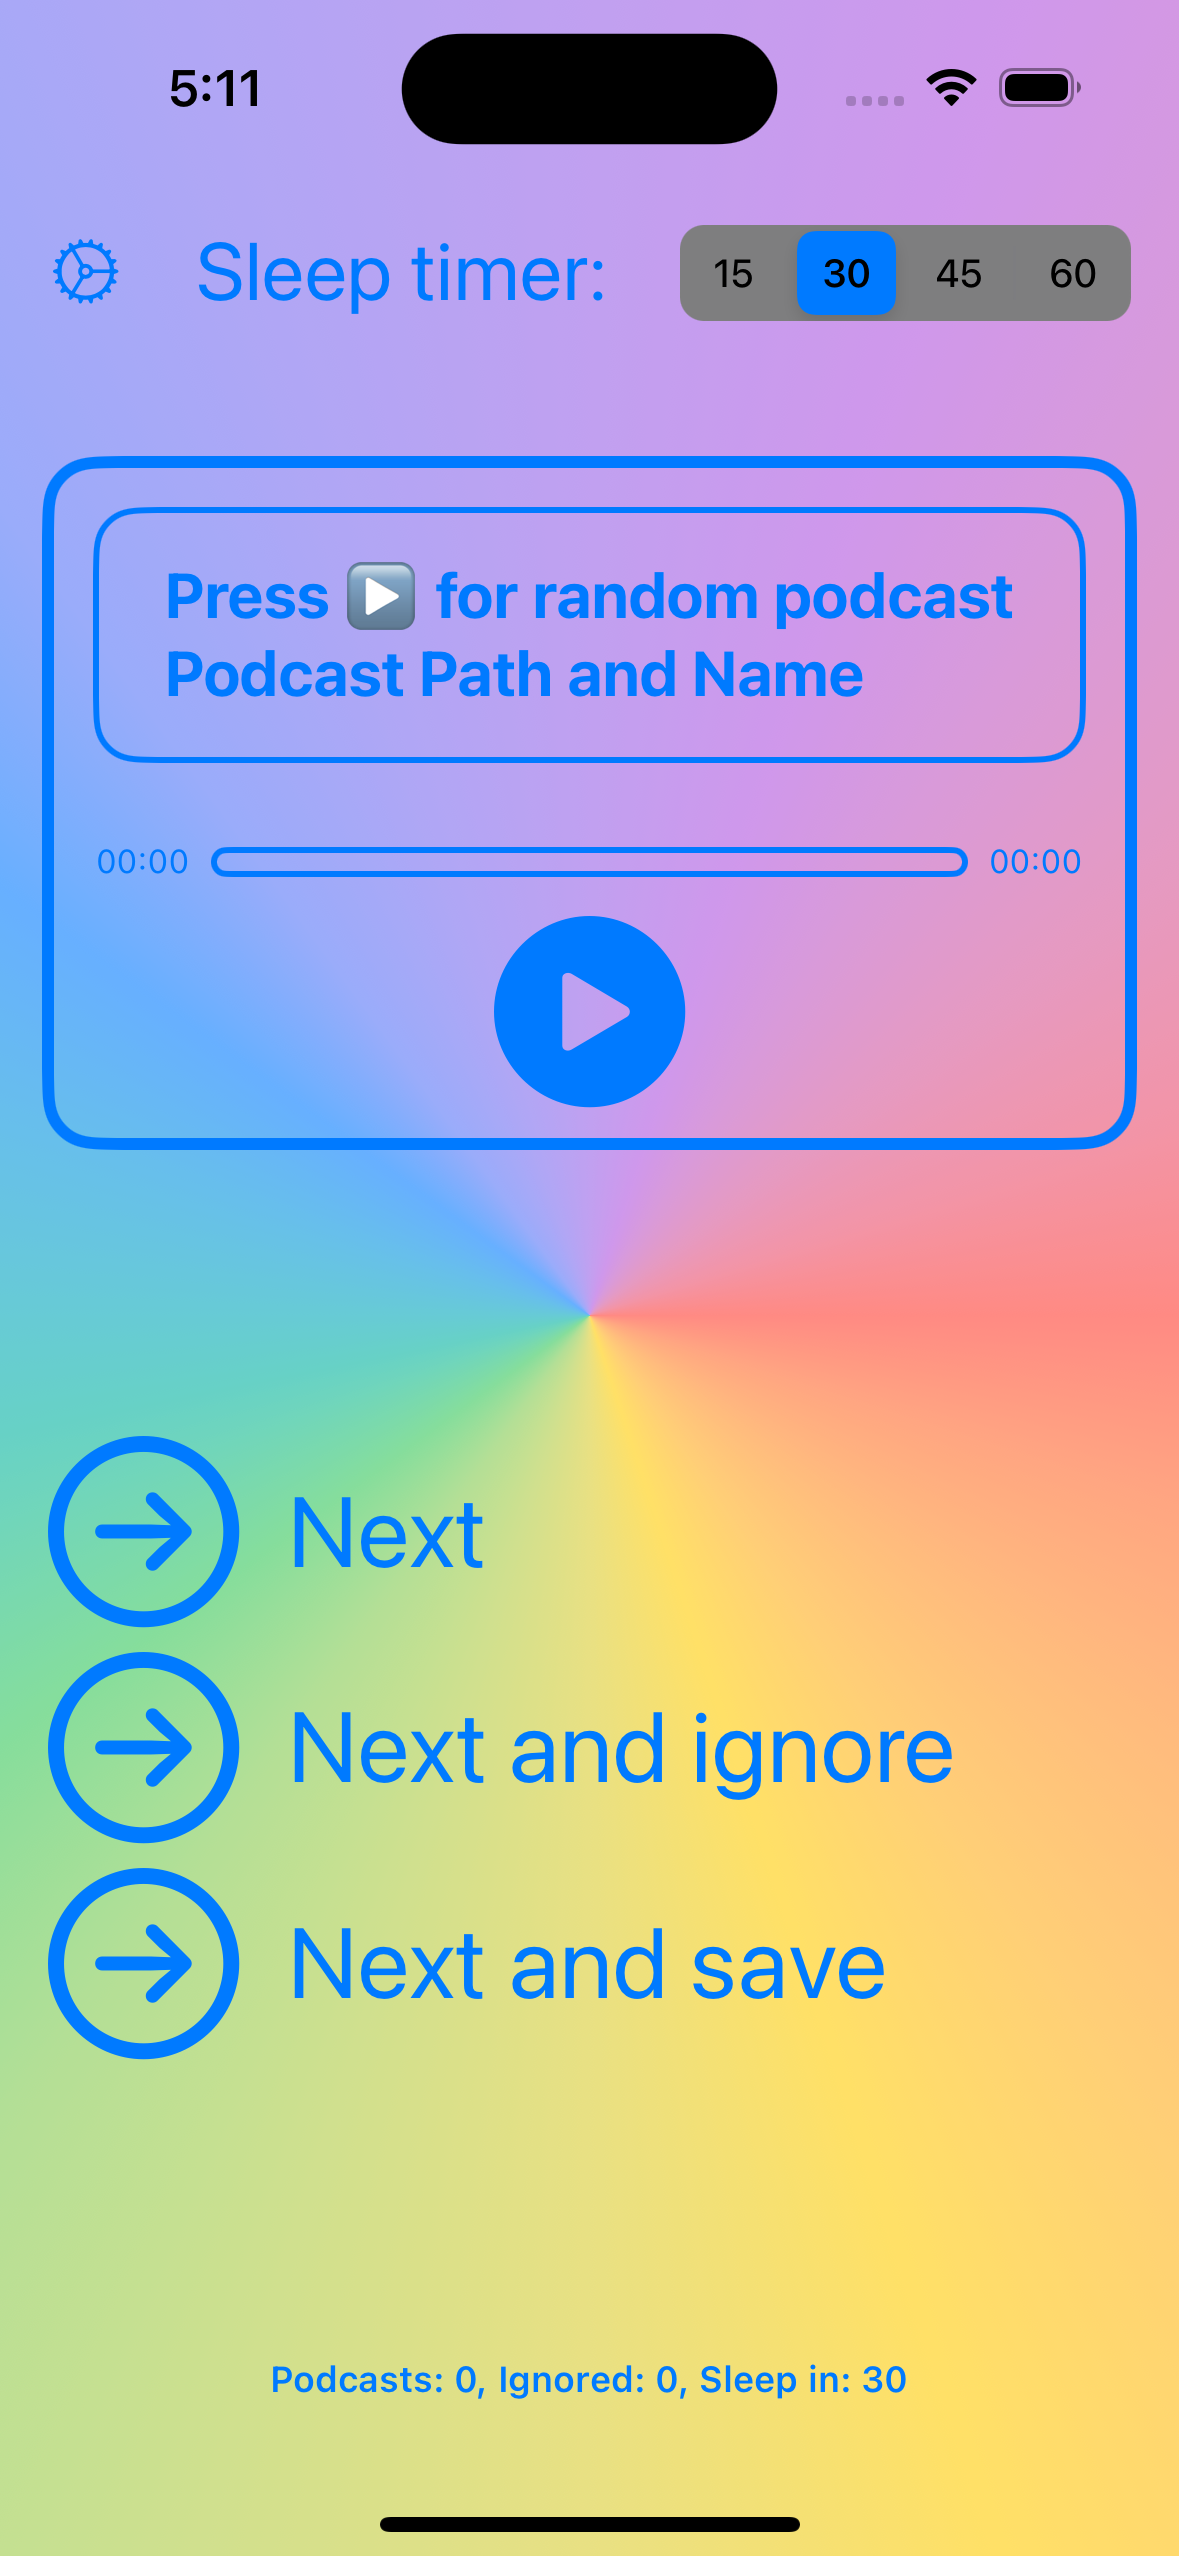 5:11
Sleep timer: 15 30 45 60
Press ▶️ for random podcast
Podcast Path and Name
00:00 00:00
Next
Next and ignore
Next and save
Podcasts: 0, Ignored: 0, Sleep in: 30